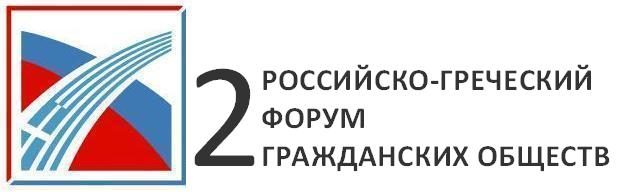 2
РОССИЙСКО-ГРЕЧЕСКИЙ
ФОРУМ
ГРАЖДАНСКИХ ОБЩЕСТВ